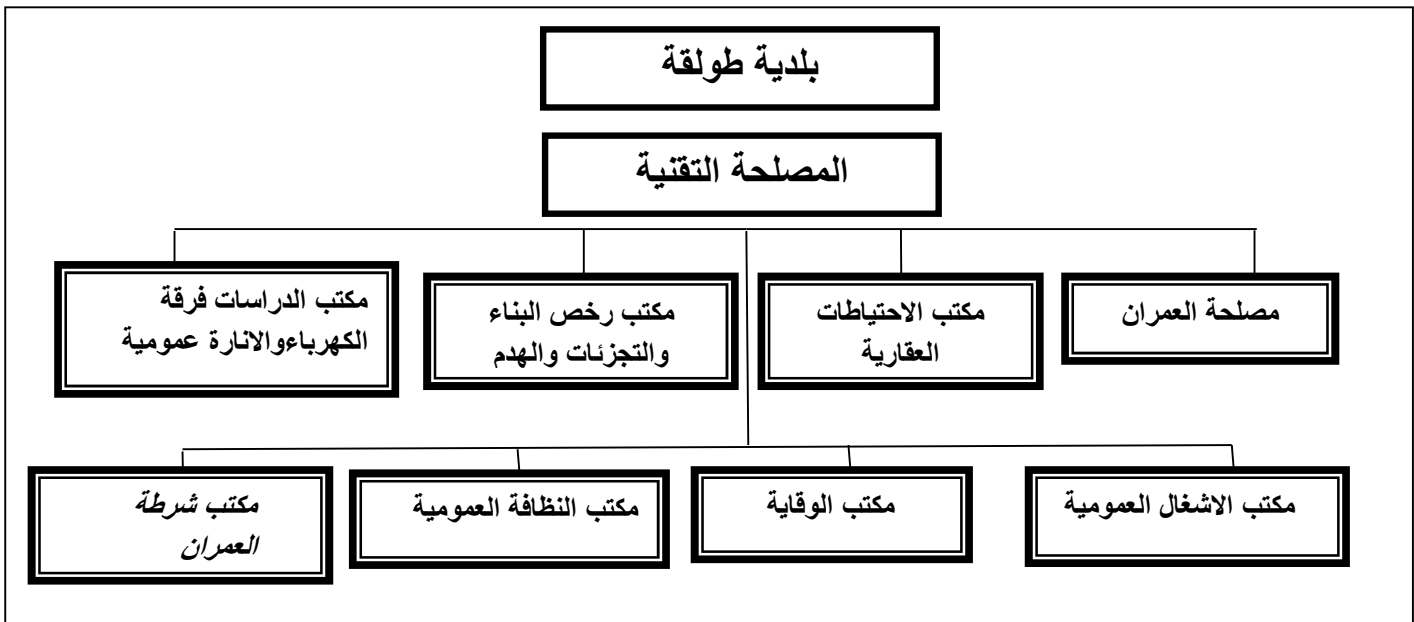 بلدية طولقة
المصلحة التقنية
مصلحة العمران
مكتب الاحتياطات
العقارية
مكتب رخص البناء
والتجزئات والهدم
مكتب الدراسات فرقة
الكهرباءوالانارة عمومية
مكتب الاشغال العمومية
مكتب الوقاية
مكتب النظافة العمومية
مكتب شرطة
العمران